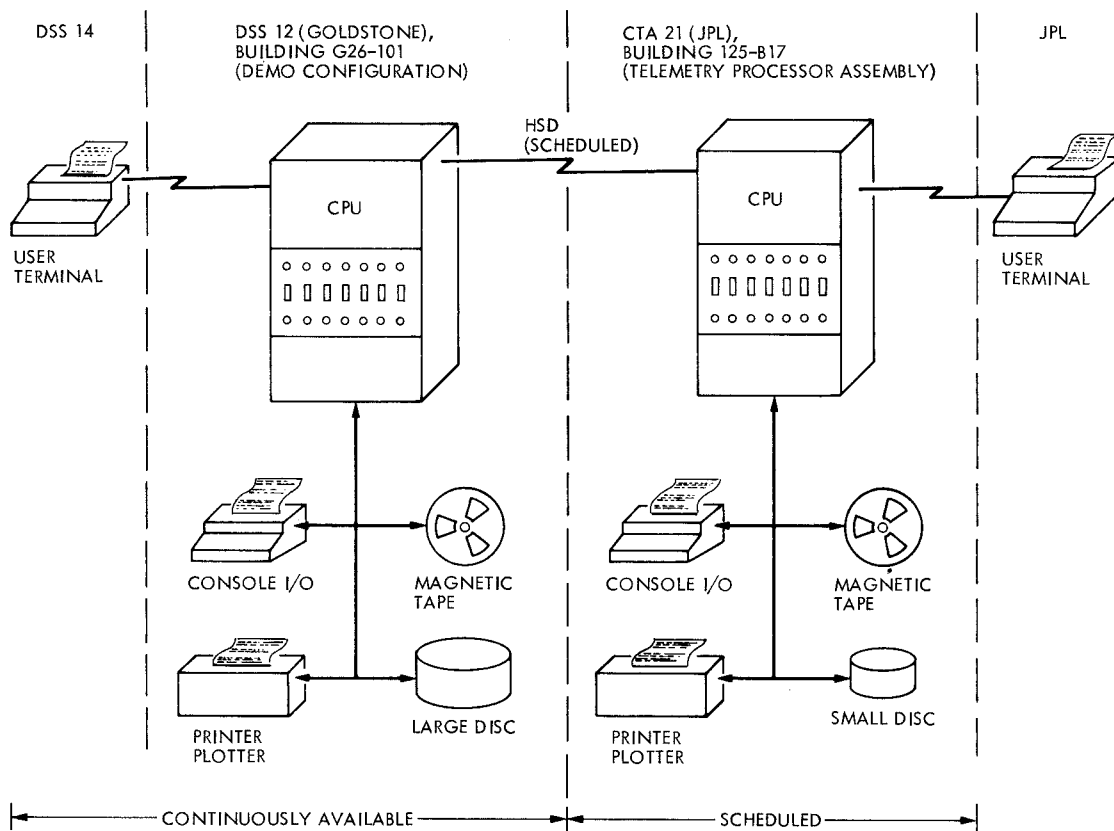 DSS 14
DSS 12 (GOLDSTONE),
BUILDING G26-101
(DEMO CONFIGURATION)
CTA 21 (JPL),
BUILDING 125-B17
(TELEMETRY PROCESSOR ASSEMBLY)
JPL
HSD
(SCHEDULED)
CPU
CPU
USER
TERMINAL
USER
TERMINAL
CONSOLE I/O
MAGNETIC
TAPE
CONSOLE I/O
MAGNETIC
TAPE
PRINTER
PLOTTER
LARGE DISC
PRINTER
PLOTTER
SMALL DISC
CONTINUOUSLY AVAILABLE
SCHEDULED